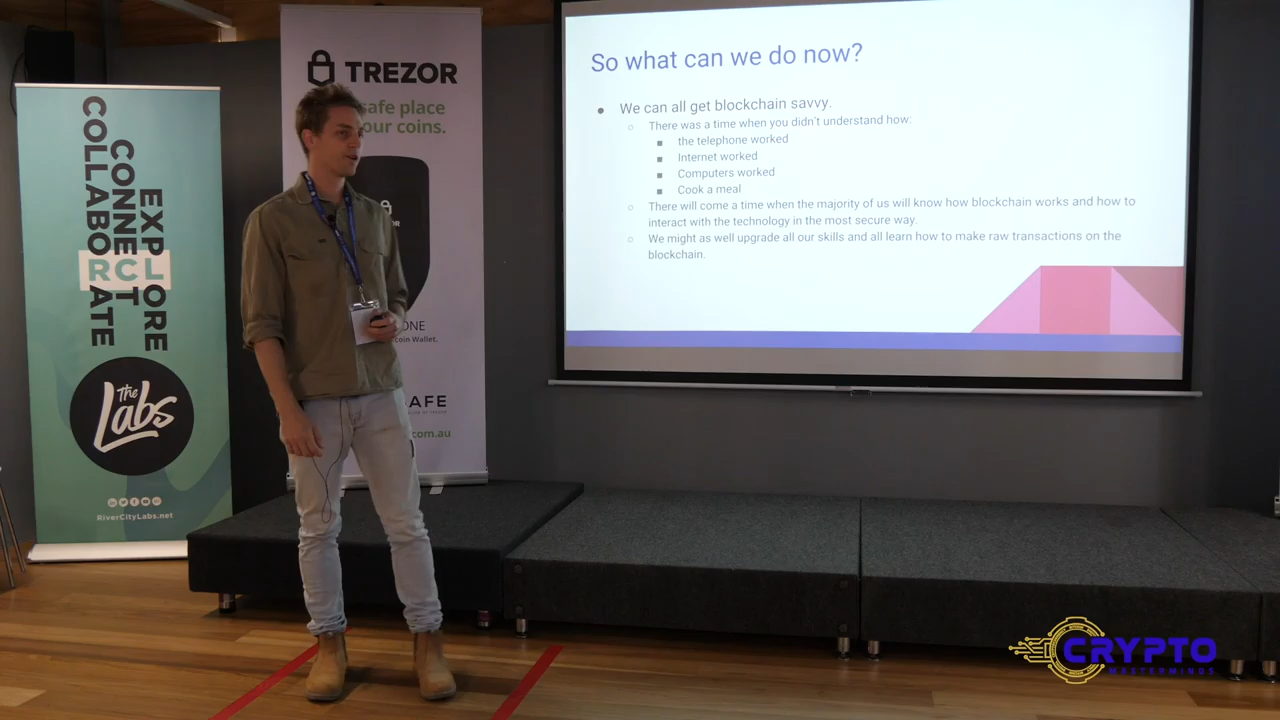 COLLABORATE
CONNECT
EXPLORE
The
Labs
RiverCityLabs.net
TREZOR
safe place
our coins.
ONE
coin Wallet.
AFE
com.au
So what can we do now?
● We can all get blockchain savvy.
○ There was a time when you didn't understand how:
■ the telephone worked
■ Internet worked
■ Computers worked
■ Cook a meal
○ There will come a time when the majority of us will know how blockchain works and how to
interact with the technology in the most secure way.
○ We might as well upgrade all our skills and all learn how to make raw transactions on the
blockchain.
CRYPTO
MASTERMINDS